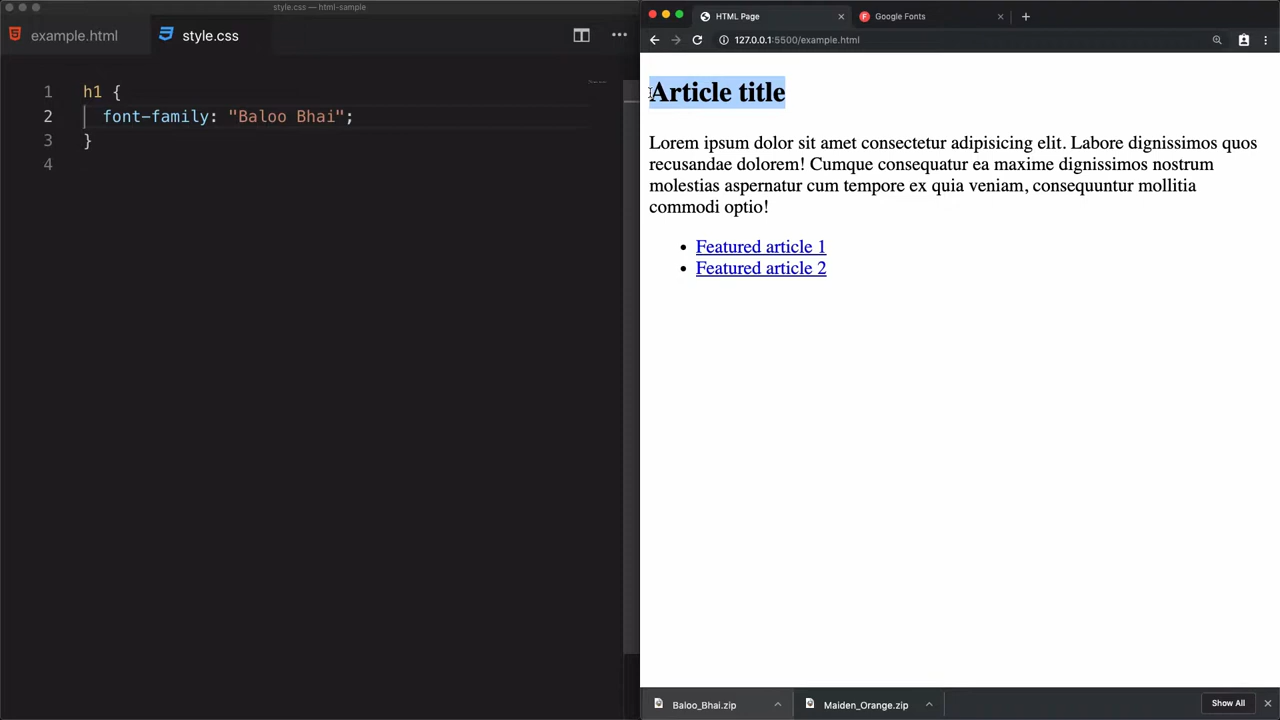 style.css — html-sample
example.html
style.css
1 h1 {
2 font-family: "Baloo Bhai";
3 }
4
HTML Page
Google Fonts
127.0.0.1:5500/example.html
Article title
Lorem ipsum dolor sit amet consectetur adipisicing elit. Labore dignissimos quos
recusandae dolorem! Cumque consequatur ea maxime dignissimos nostrum
molestias aspernatur cum tempore ex quia veniam, consequuntur mollitia
commodi optio!
Featured article 1
Featured article 2
Baloo_Bhai.zip
Maiden_Orange.zip
Show All